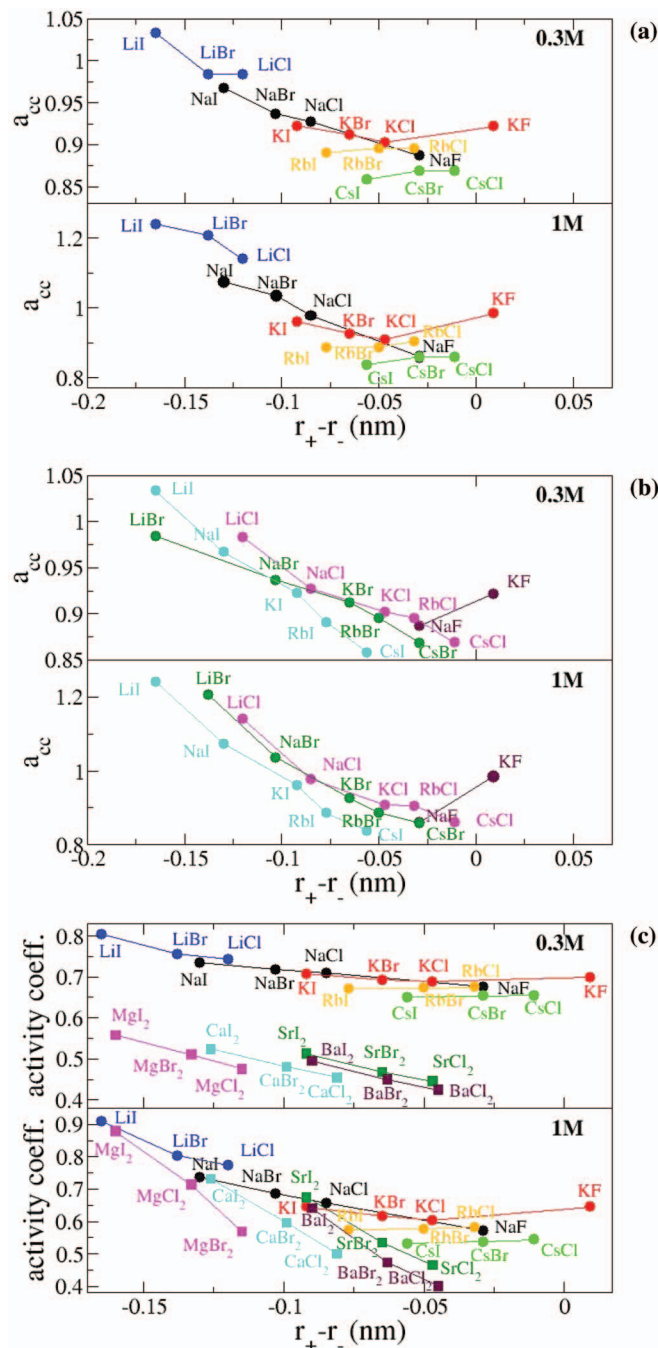 (a)
1.05
0.3M
LiI
LiBr
LiCl
1
a_cc
0.95
NaI
NaBr
NaCl
0.9
KI
KBr
KCl
KF
RbI
RbBr
RbCl
NaF
0.85
CsI
CsBr
CsCl
1M
LiI
LiBr
1.2
LiCl
a_cc
NaI
NaBr
NaCl
1
KI
KBr
KCl
KF
RbI
RbBr
RbCl
NaF
0.8
CsI
CsBr
CsCl
-0.2 -0.15 -0.1 -0.05 0 0.05
r₊-r₋ (nm)
(b)
1.05
0.3M
LiI
LiBr
LiCl
1
a_cc
0.95
NaI
NaBr
NaCl
KBr
KF
KI
KCl
RbCl
0.9
RbI
RbBr
NaF
CsCl
0.85
CsI
CsBr
1M
LiBr
LiI
1.2
LiCl
a_cc
NaI
NaBr
NaCl
1
KI
KBr
KCl
RbCl
KF
RbI
RbBr
NaF
0.8
CsI
CsBr
CsCl
-0.2 -0.15 -0.1 -0.05 0 0.05
r₊-r₋ (nm)
(c)
0.8
0.3M
LiI
LiBr
LiCl
activity coeff.
0.7
NaI
NaBr
NaCl
KI
KBr
KCl
RbCl
KF
RbI
RbBr
NaF
0.6
CsI
CsBr
CsCl
MgI₂
0.5
MgBr₂
MgCl₂
CaI₂
CaBr₂
CaCl₂
SrI₂
BaI₂
SrBr₂
SrCl₂
0.4
BaBr₂
BaCl₂
1M
0.9
LiI
MgI₂
LiBr
LiCl
0.8
activity coeff.
0.7
NaI
NaBr
SrI₂
NaCl
MgCl₂
CaI₂
KI
KBr
KCl
RbCl
KF
0.6
MgBr₂
CaBr₂
BaI₂
RbI
RbBr
NaF
0.5
CaCl₂
SrBr₂
CsI
CsBr
CsCl
BaBr₂
SrCl₂
0.4
BaCl₂
-0.15 -0.1 -0.05 0
r₊-r₋ (nm)